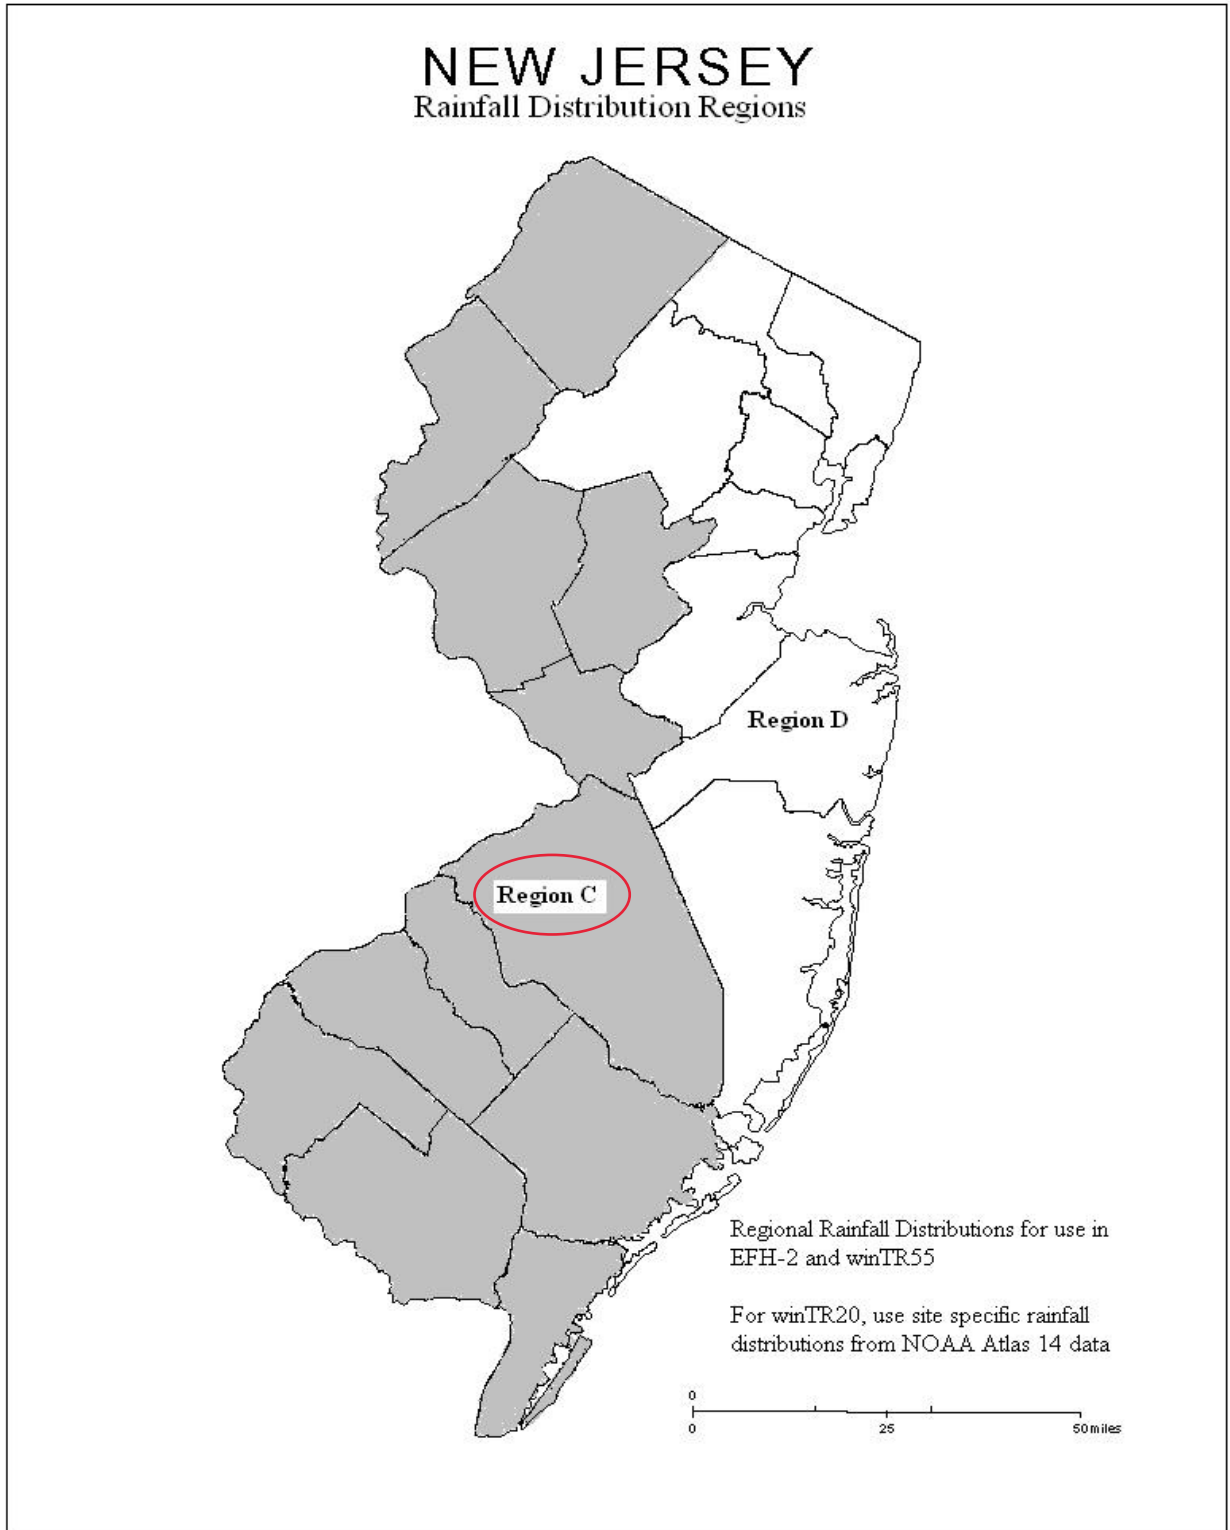 NEW JERSEY
Rainfall Distribution Regions
Region D
Region C
Regional Rainfall Distributions for use in
EFH-2 and winTR55
For winTR20, use site specific rainfall
distributions from NOAA Atlas 14 data
0
0 25 50 miles